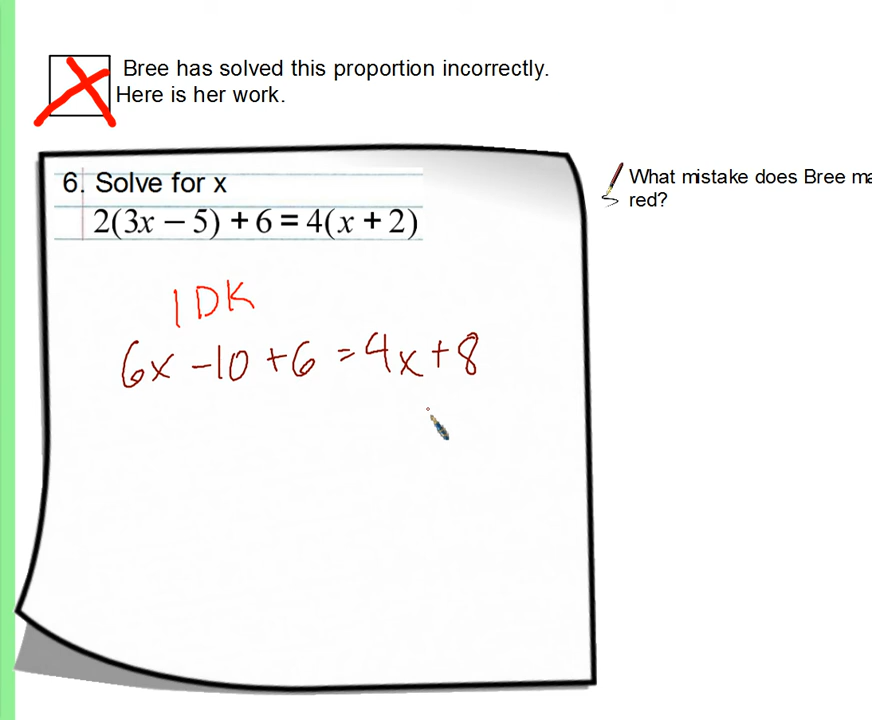 Bree has solved this proportion incorrectly.
Here is her work.
What mistake does Bree
red?
6. Solve for x
2(3x − 5) + 6 = 4(x + 2)
IDK
6x -10 +6 = 4x+8